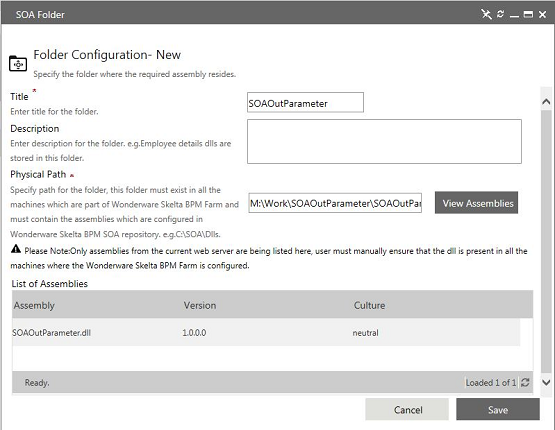 SOA Folder
Folder Configuration- New
Specify the folder where the required assembly resides.
Title *
Enter title for the folder.
SOAOutParameter
Description
Enter description for the folder. e.g.Employee details dlls are
stored in this folder.
Physical Path
Specify path for the folder, this folder must exist in all the
machines which are part of Wonderware Skelta BPM Farm and
must contain the assemblies which are configured in
Wonderware Skelta BPM SOA repository. e.g.C:\SOA\Dlls.
M:\Work\SOAOutParameter\SOAOutPar
View Assemblies
Please Note:Only assemblies from the current web server are being listed here, user must manually ensure that the dll is present in all the
machines where the Wonderware Skelta BPM Farm is configured.
List of Assemblies
Assembly Version Culture
SOAOutParameter.dll 1.0.0.0 neutral
Ready. Loaded 1 of 1
Cancel Save